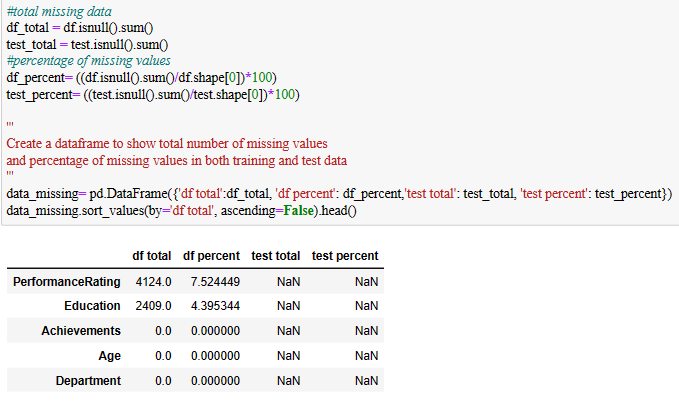 #total missing data
df_total = df.isnull().sum()
test_total = test.isnull().sum()
#percentage of missing values
df_percent= ((df.isnull().sum()/df.shape[0])*100)
test_percent= ((test.isnull().sum()/test.shape[0])*100)
'''
Create a dataframe to show total number of missing values
and percentage of missing values in both training and test data
'''
data_missing= pd.DataFrame({'df total':df_total, 'df percent': df_percent,'test total': test_total, 'test percent': test_percent})
data_missing.sort_values(by='df total', ascending=False).head()
df total df percent test total test percent
PerformanceRating 4124.0 7.524449 NaN NaN
Education 2409.0 4.395344 NaN NaN
Achievements 0.0 0.000000 NaN NaN
Age 0.0 0.000000 NaN NaN
Department 0.0 0.000000 NaN NaN